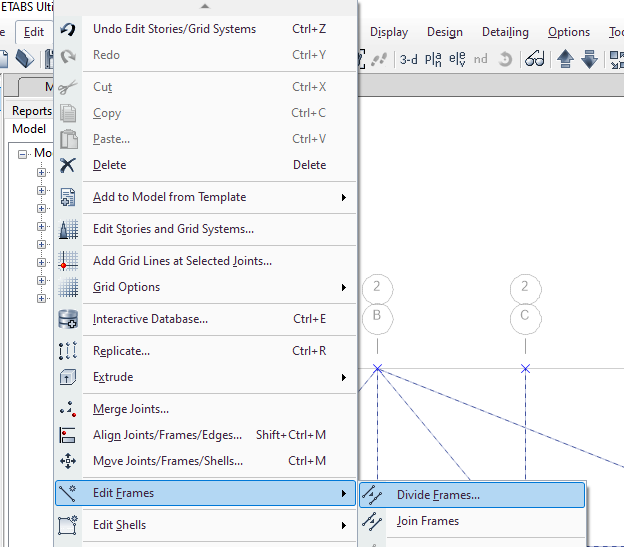 ETABS Ulti
e Edit Display Design Detailing Options Too
3-d Pla̲n ele̲v nd
M
Reports
Model
Mo
Undo Edit Stories/Grid Systems Ctrl+Z
Redo Ctrl+Y
Cut Ctrl+X
Copy Ctrl+C
Paste... Ctrl+V
Delete Delete
Add to Model from Template
Edit Stories and Grid Systems...
Add Grid Lines at Selected Joints...
Grid Options
2 2
Interactive Database... Ctrl+E
B C
Replicate... Ctrl+R
Extrude
Merge Joints...
Align Joints/Frames/Edges... Shift+Ctrl+M
Move Joints/Frames/Shells... Ctrl+M
Edit Frames
Divide Frames...
Join Frames
Edit Shells